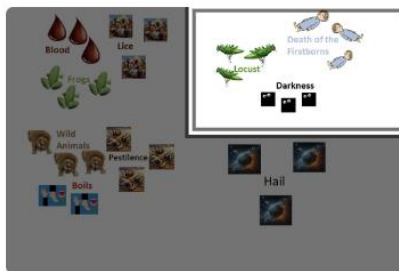 Blood
Lice
Frogs
Wild
Animals
Pestilence
Boils
Death of the
Firstborns
Locust
Darkness
Hail